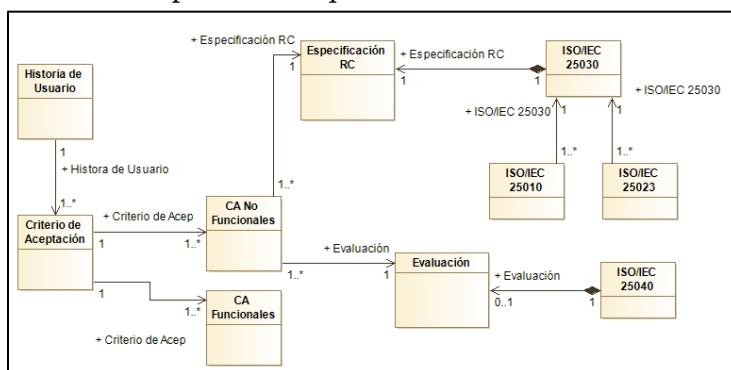 + Especificación RC
Especificación
RC
+ Especificación RC
ISO/IEC
25030
1
1
1
Historia de
Usuario
+ ISO/IEC 25030
+ ISO/IEC 25030
1
1
1
+ Histora de Usuario
1..*
1..*
1..*
ISO/IEC
25010
ISO/IEC
25023
1..*
Criterio de
Aceptación
+ Criterio de Acep
CA No
Funcionales
1
1..*
+ Evaluación
1..*
1
Evaluación
+ Evaluación
ISO/IEC
25040
0..1
1
1
1..*
CA
Funcionales
+ Criterio de Acep